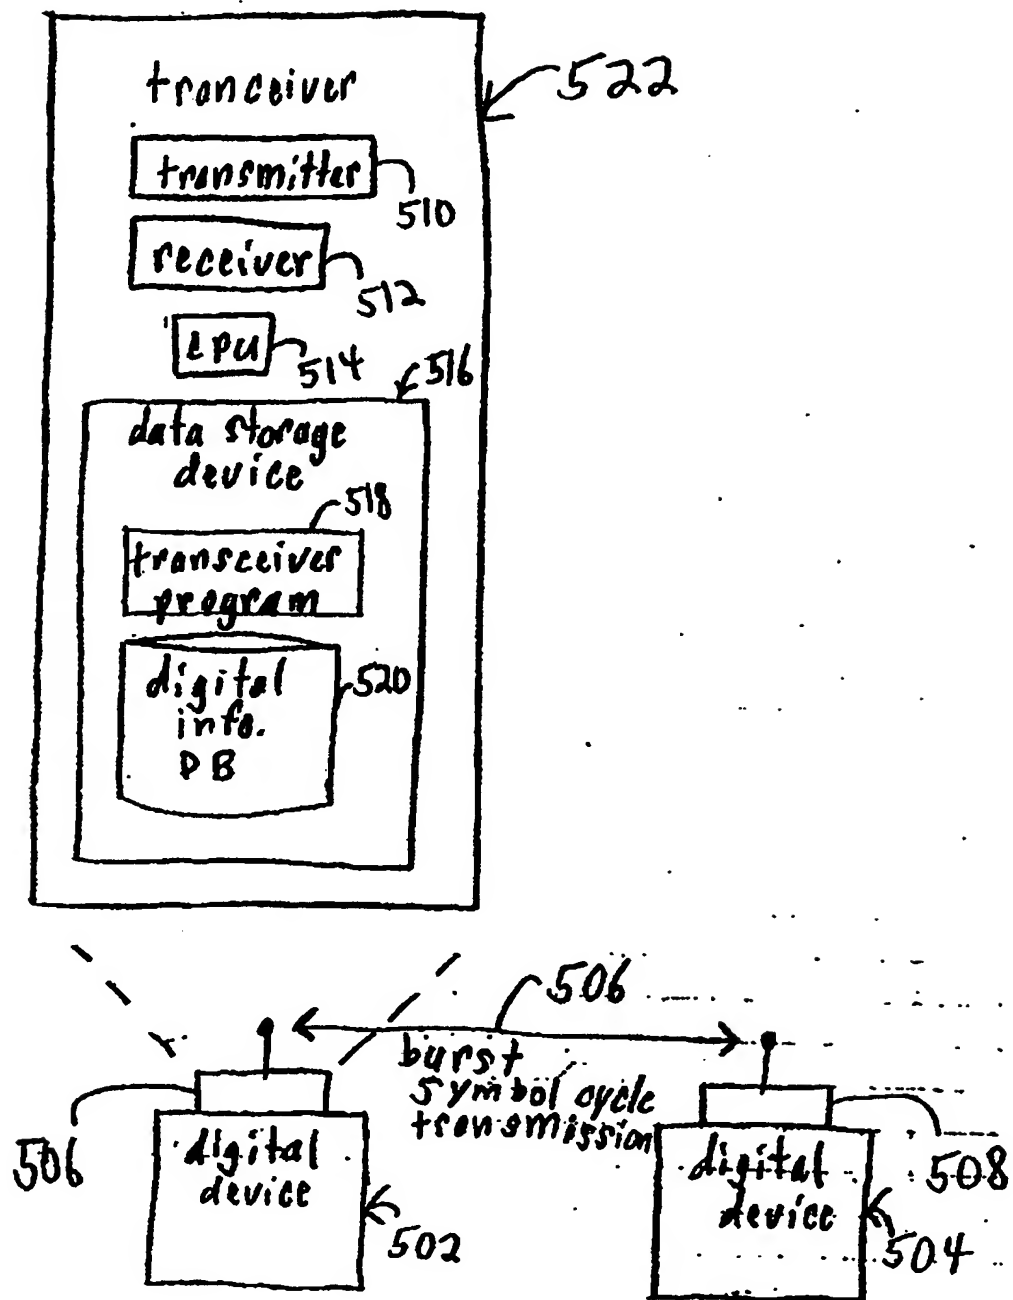 tranceiver
522
transmitter
510
receiver
512
cpu
514
516
data storage
device
518
transceiver
program
digital
info.
DB
520
506
burst
symbol cycle
transmission
506
digital
device
502
digital
device
508
504